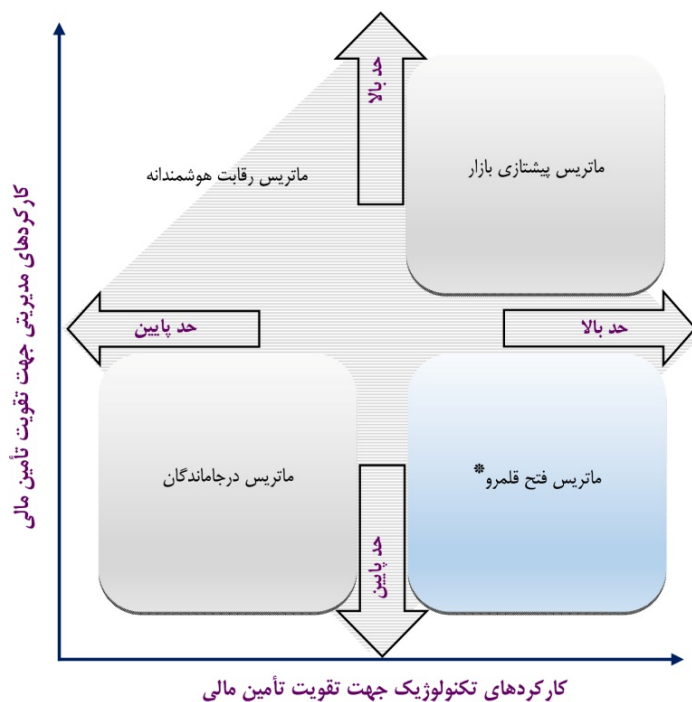 حد بالا
ماتریس پیشتازی بازار
ماتریس رقابت هوشمندانه
کارکردهای مدیریتی جهت تقویت تأمین مالی
حد بالا
حد پایین
ماتریس فتح قلمرو*
ماتریس درجاماندگان
حد پایین
کارکردهای تکنولوژیک جهت تقویت تأمین مالی